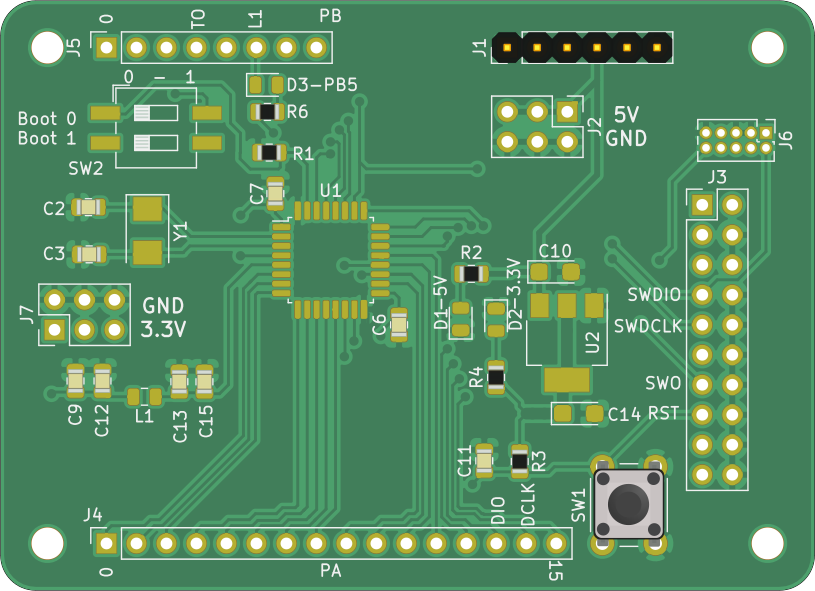 0
TO
L1
PB
J5
J1
0 - 1
D3-PB5
Boot 0
Boot 1
R6
5V
GND
J2
J6
SW2
R1
C7
U1
J3
C2
Y1
C3
R2
C10
GND
3.3V
J7
C6
D1-5V
D2-3.3V
U2
SWDIO
SWDCLK
C9
C12
L1
C13
C15
R4
SWO
C14
RST
C11
R3
SW1
DIO
DCLK
J4
0
PA
15